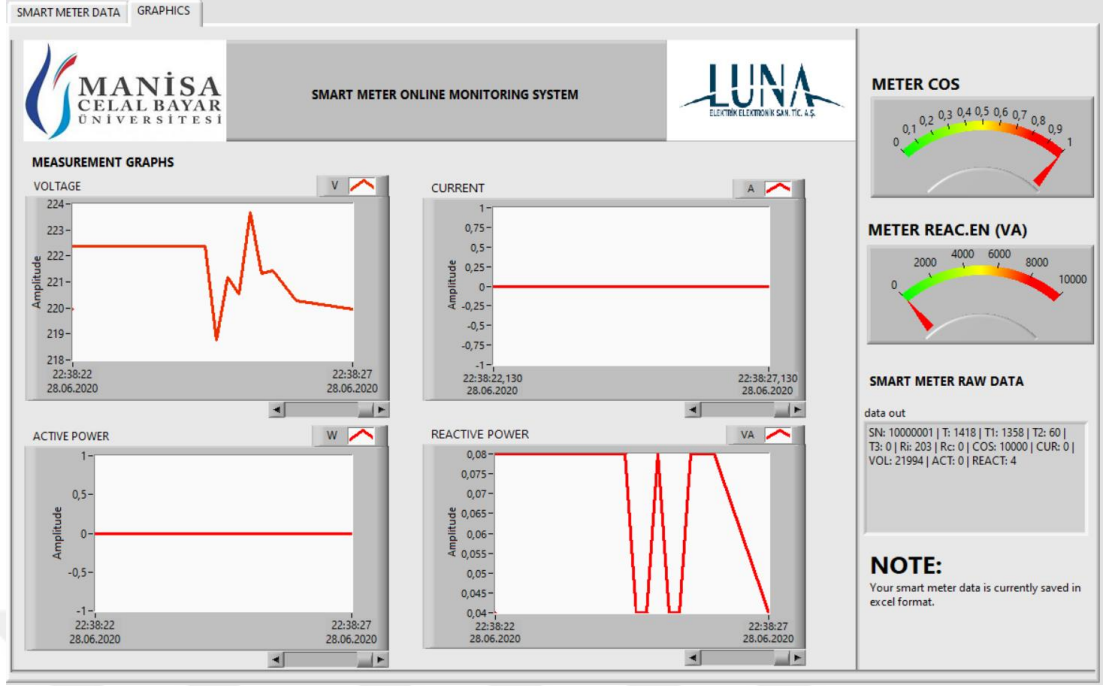 SMART METER DATA
GRAPHICS
MANİSA
CELAL BAYAR
ÜNİVERSİTESİ
SMART METER ONLINE MONITORING SYSTEM
LUNA
ELEKTRİK ELEKTRONİK SAN. TİC. A.Ş.
MEASUREMENT GRAPHS
VOLTAGE
V
224
223
222
221
220
219
218
Amplitude
22:38:22
28.06.2020
22:38:27
28.06.2020
CURRENT
A
1
0,75
0,5
0,25
0
-0,25
-0,5
-0,75
-1
Amplitude
22:38:22,130
28.06.2020
22:38:27,130
28.06.2020
ACTIVE POWER
W
1
0,5
0
-0,5
-1
Amplitude
22:38:22
28.06.2020
22:38:27
28.06.2020
REACTIVE POWER
VA
0,08
0,075
0,07
0,065
0,06
0,055
0,05
0,045
0,04
Amplitude
22:38:22
28.06.2020
22:38:27
28.06.2020
METER COS
0 0,1 0,2 0,3 0,4 0,5 0,6 0,7 0,8 0,9 1
METER REAC.EN (VA)
0 2000 4000 6000 8000 10000
SMART METER RAW DATA
data out
SN: 10000001 | T: 1418 | T1: 1358 | T2: 60 |
T3: 0 | Ri: 203 | Rc: 0 | COS: 10000 | CUR: 0 |
VOL: 21994 | ACT: 0 | REACT: 4
NOTE:
Your smart meter data is currently saved in
excel format.